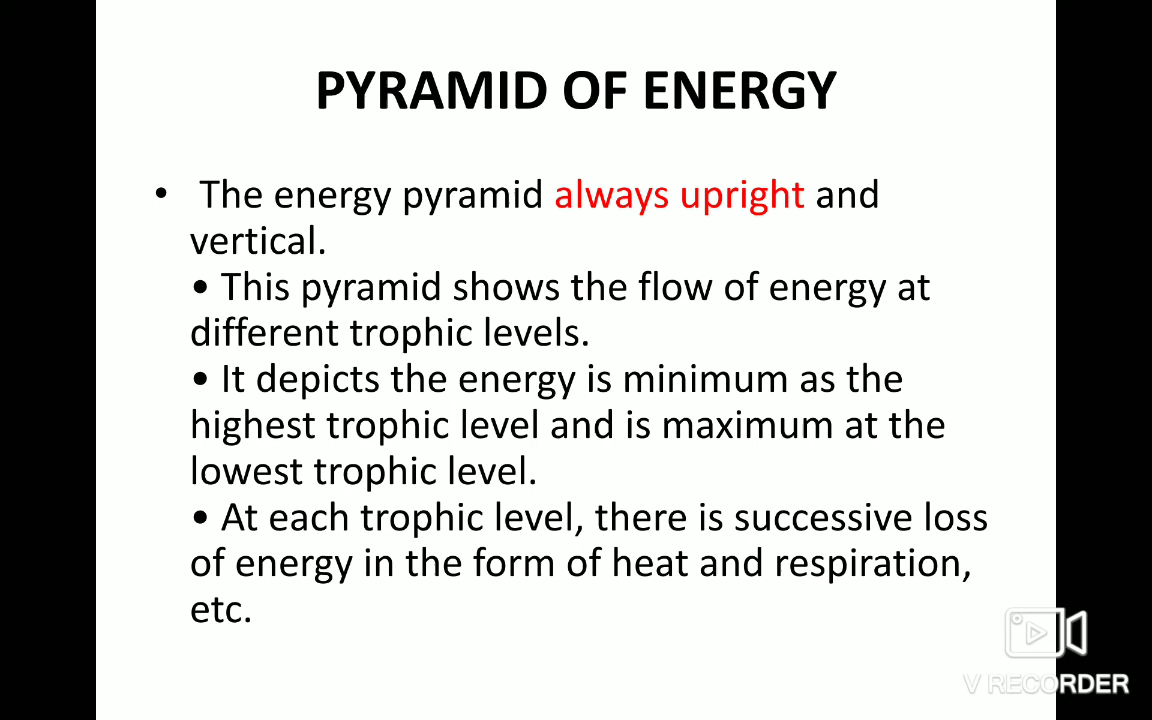 PYRAMID OF ENERGY
• The energy pyramid always upright and
vertical.
• This pyramid shows the flow of energy at
different trophic levels.
• It depicts the energy is minimum as the
highest trophic level and is maximum at the
lowest trophic level.
• At each trophic level, there is successive loss
of energy in the form of heat and respiration,
etc.
V RECORDER